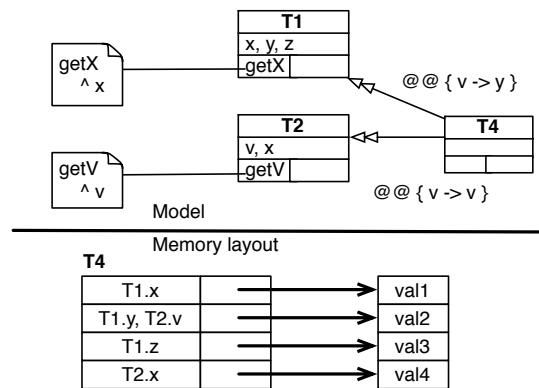 T1
x, y, z
getX
getX
^ x
@@ { v -> y }
T2
v, x
getV
T4
getV
^ v
@@ { v -> v }
Model
Memory layout
T4
T1.x
val1
T1.y, T2.v
val2
T1.z
val3
T2.x
val4